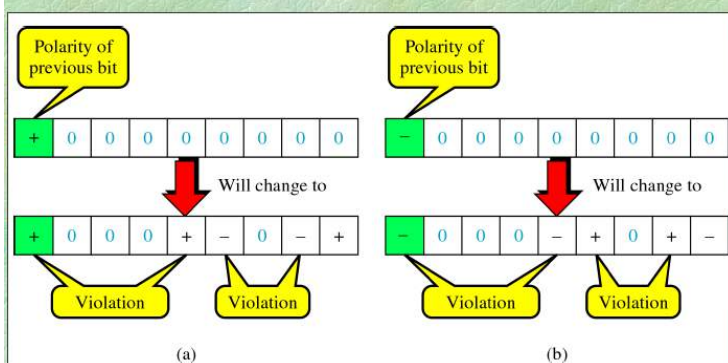 Polarity of
previous bit
+ 0 0 0 0 0 0 0 0
Will change to
+ 0 0 0 + − 0 − +
Violation Violation
(a)
Polarity of
previous bit
− 0 0 0 0 0 0 0 0
Will change to
− 0 0 0 − + 0 + −
Violation Violation
(b)